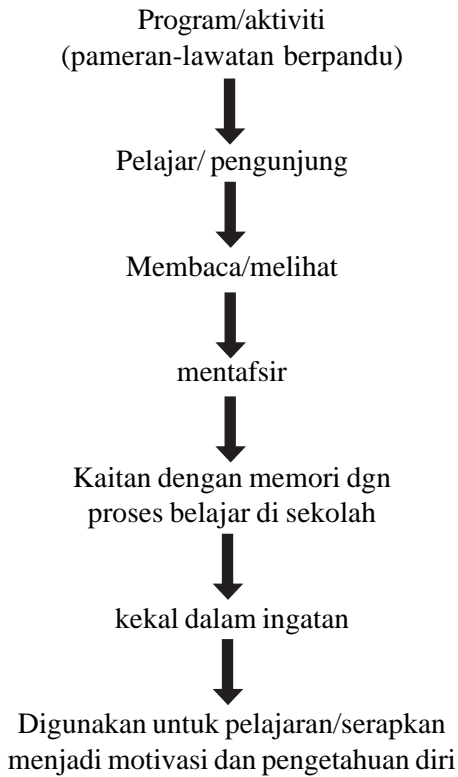 Program/aktiviti
(pameran-lawatan berpandu)
Pelajar/ pengunjung
Membaca/melihat
mentafsir
Kaitan dengan memori dgn
proses belajar di sekolah
kekal dalam ingatan
Digunakan untuk pelajaran/serapkan
menjadi motivasi dan pengetahuan diri